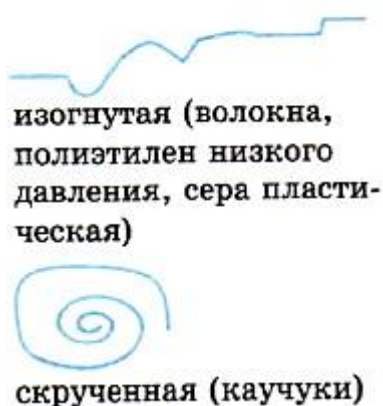 изогнутая (волокна,
полиэтилен низкого
давления, сера пласти-
ческая)
скрученная (каучуки)